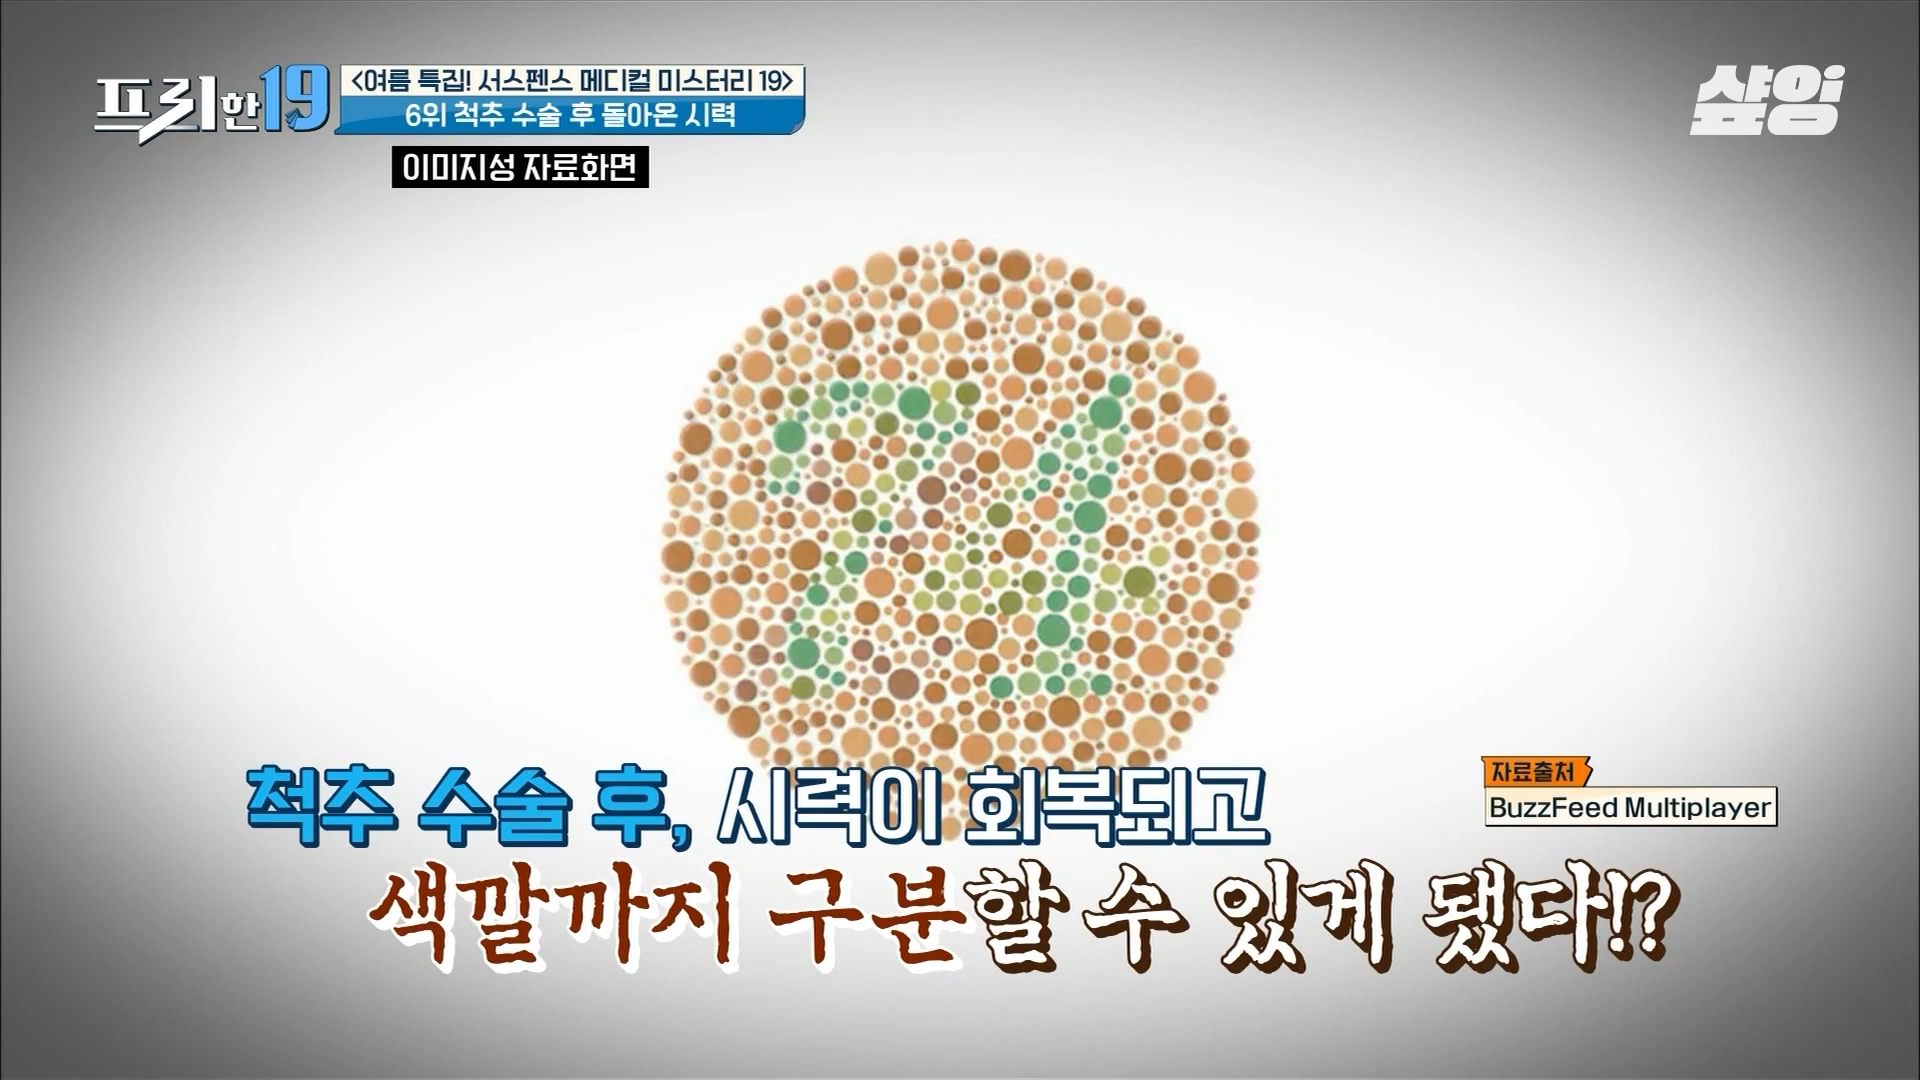 프리한19
<여름 특집! 서스펜스 메디컬 미스터리 19>
6위 척추 수술 후 돌아온 시력
샾잉
이미지성 자료화면
74
척추 수술 후, 시력이 회복되고
색깔까지 구분할 수 있게 됐다!?
자료출처
BuzzFeed Multiplayer